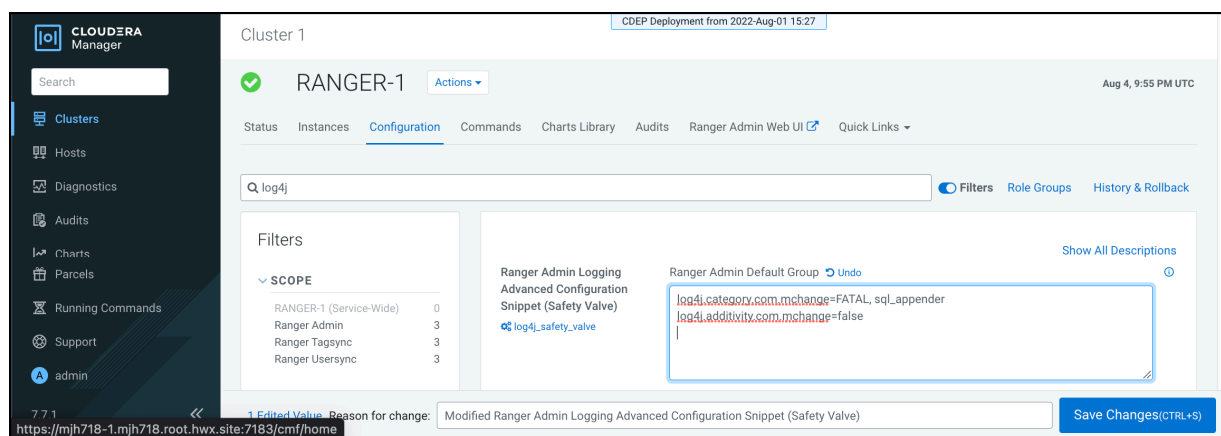 CLOUDERA
Manager
CDEP Deployment from 2022-Aug-01 15:27
Cluster 1
Search
Clusters
Hosts
Diagnostics
Audits
Charts
Parcels
Running Commands
Support
A admin
7.7.1
RANGER-1
Actions
Aug 4, 9:55 PM UTC
Status Instances Configuration Commands Charts Library Audits Ranger Admin Web UI Quick Links
log4j
Filters Role Groups History & Rollback
Filters
SCOPE
RANGER-1 (Service-Wide) 0
Ranger Admin 3
Ranger Tagsync 3
Ranger Usersync 3
Show All Descriptions
Ranger Admin Logging
Advanced Configuration
Snippet (Safety Valve)
log4j_safety_valve
Ranger Admin Default Group Undo
log4j.category.com.mchange=FATAL, sql_appender
log4j.additivity.com.mchange=false
1 Edited Value Reason for change: Modified Ranger Admin Logging Advanced Configuration Snippet (Safety Valve)
Save Changes(CTRL+S)
https://mjh718-1.mjh718.root.hwx.site:7183/cmf/home